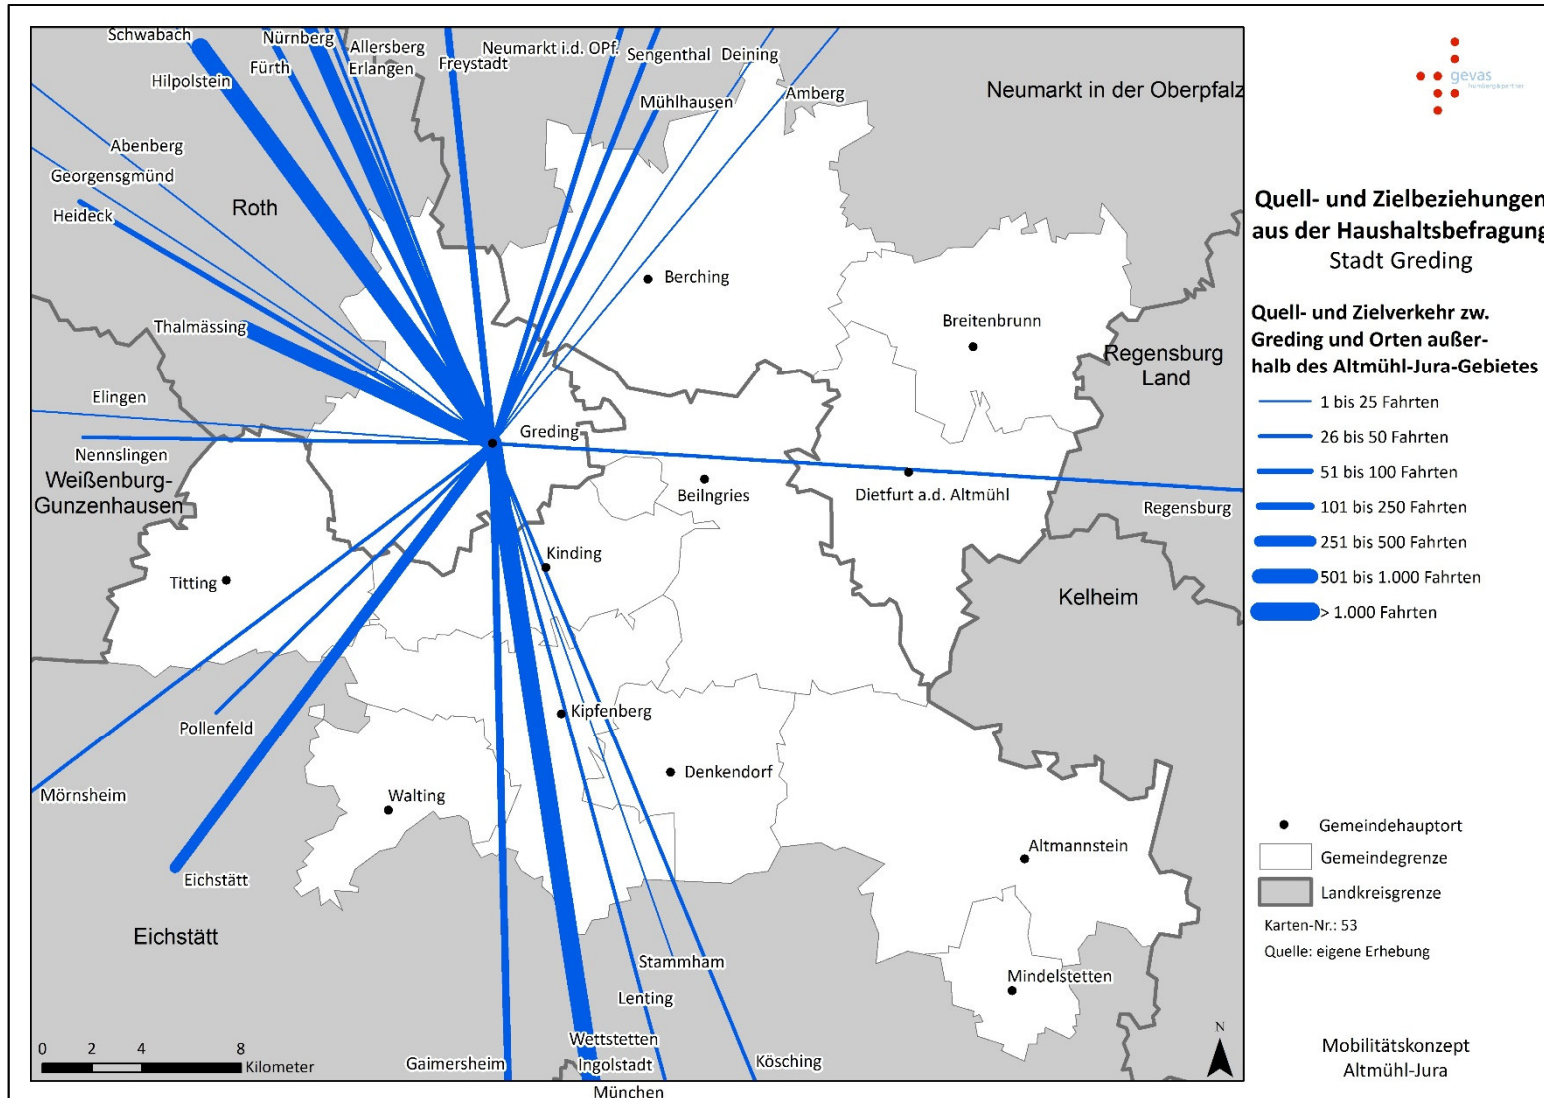 Schwabach
Nürnberg
Allersberg
Neumarkt i.d. OPf.
Sengenthal
Deining
Hilpolstein
Fürth
Erlangen
Freystadt
Mühlhausen
Amberg
Neumarkt in der Oberpfalz
Abenberg
Georgensgmünd
Heideck
Roth
Thalmässing
Berching
Breitenbrunn
Regensburg
Land
Elingen
Greding
Nennslingen
Weißenburg-
Gunzenhausen
Beilngries
Dietfurt a.d. Altmühl
Regensburg
Kinding
Titting
Kelheim
Pollenfeld
Kipfenberg
Mörnsheim
Walting
Denkendorf
Eichstätt
Altmannstein
Eichstätt
Stammham
Mindelstetten
Lenting
Wettstetten
Gaimersheim
Ingolstadt
Kösching
München
0 2 4 8
Kilometer
N
gevas
Quell- und Zielbeziehungen
aus der Haushaltsbefragung
Stadt Greding
Quell- und Zielverkehr zw.
Greding und Orten außer-
halb des Altmühl-Jura-Gebietes
1 bis 25 Fahrten
26 bis 50 Fahrten
51 bis 100 Fahrten
101 bis 250 Fahrten
251 bis 500 Fahrten
501 bis 1.000 Fahrten
> 1.000 Fahrten
Gemeindehauptort
Gemeindegrenze
Landkreisgrenze
Karten-Nr.: 53
Quelle: eigene Erhebung
Mobilitätskonzept
Altmühl-Jura